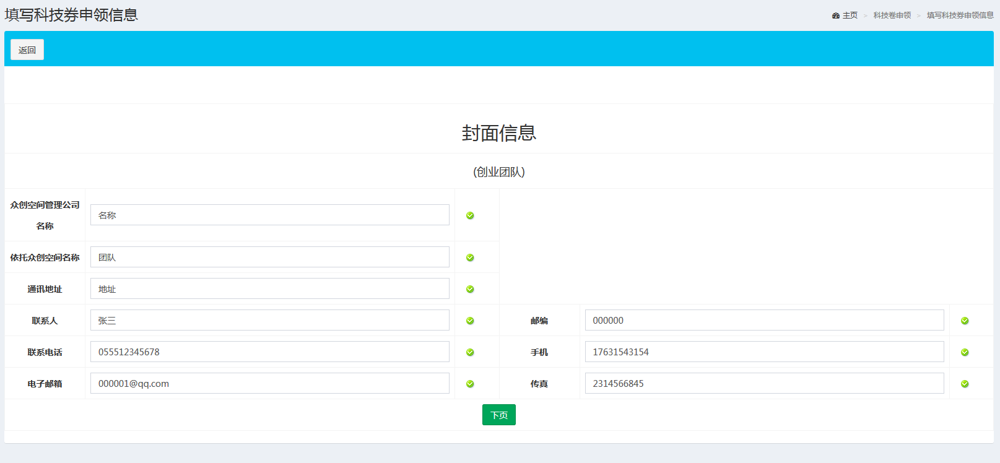 填写科技券申领信息
主页 > 科技卷申领 > 填写科技券申领信息
返回
封面信息
(创业团队)
众创空间管理公司
名称
名称
依托众创空间名称
团队
通讯地址
地址
联系人
张三
邮编
000000
联系电话
055512345678
手机
17631543154
电子邮箱
000001@qq.com
传真
2314566845
下页